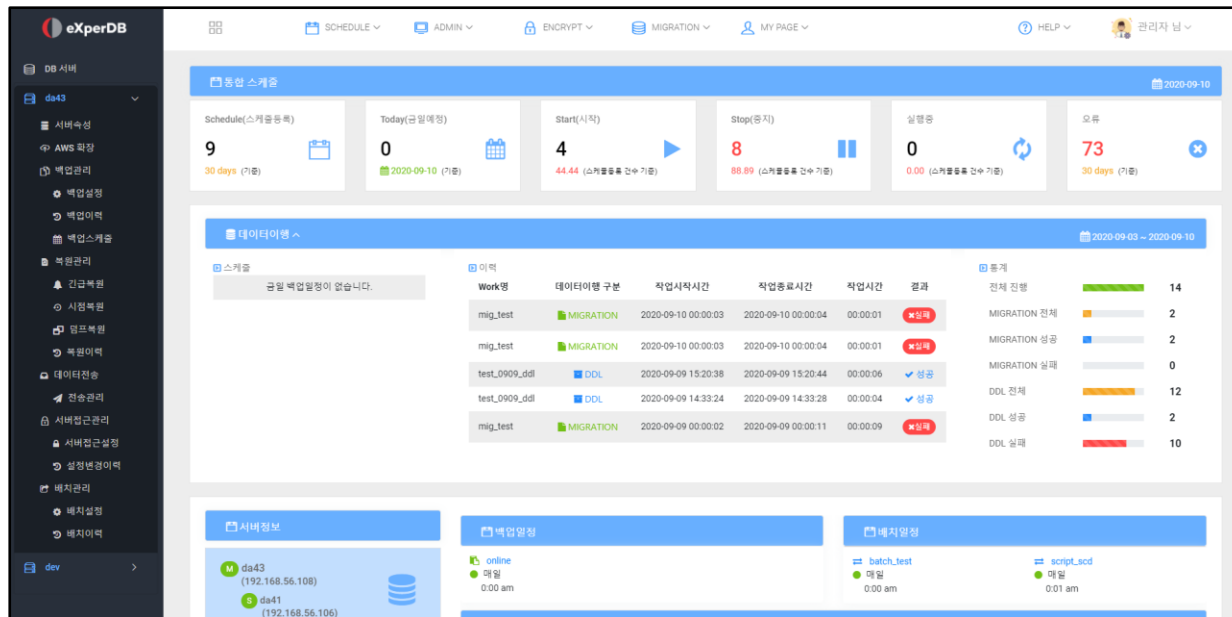 eXperDB
SCHEDULE
ADMIN
ENCRYPT
MIGRATION
MY PAGE
HELP
관리자 님
DB 서버
da43
서버속성
AWS 확장
백업관리
백업설정
백업이력
백업스케줄
복원관리
긴급복원
시점복원
덤프복원
복원이력
데이터전송
전송관리
서버접근관리
서버접근설정
설정변경이력
배치관리
배치설정
배치이력
dev
통합 스케줄
2020-09-10
Schedule(스케줄등록)
9
30 days (기준)
Today(금일예정)
0
2020-09-10 (기준)
Start(시작)
4
44.44 (스케줄등록 건수 기준)
Stop(중지)
8
88.89 (스케줄등록 건수 기준)
실행중
0
0.00 (스케줄등록 건수 기준)
오류
73
30 days (기준)
데이터이행
2020-09-03 ~ 2020-09-10
스케줄
금일 백업일정이 없습니다.
이력
Work명 데이터이행 구분 작업시작시간 작업종료시간 작업시간 결과
mig_test MIGRATION 2020-09-10 00:00:03 2020-09-10 00:00:04 00:00:01 실패
mig_test MIGRATION 2020-09-10 00:00:03 2020-09-10 00:00:04 00:00:01 실패
test_0909_ddl DDL 2020-09-09 15:20:38 2020-09-09 15:20:44 00:00:06 성공
test_0909_ddl DDL 2020-09-09 14:33:24 2020-09-09 14:33:28 00:00:04 성공
mig_test MIGRATION 2020-09-09 00:00:02 2020-09-09 00:00:11 00:00:09 실패
통계
전체 진행 14
MIGRATION 전체 2
MIGRATION 성공 2
MIGRATION 실패 0
DDL 전체 12
DDL 성공 2
DDL 실패 10
서버정보
M da43
(192.168.56.108)
S da41
(192.168.56.106)
백업일정
online
매일
0:00 am
배치일정
batch_test
매일
0:00 am
script_scd
매일
0:01 am